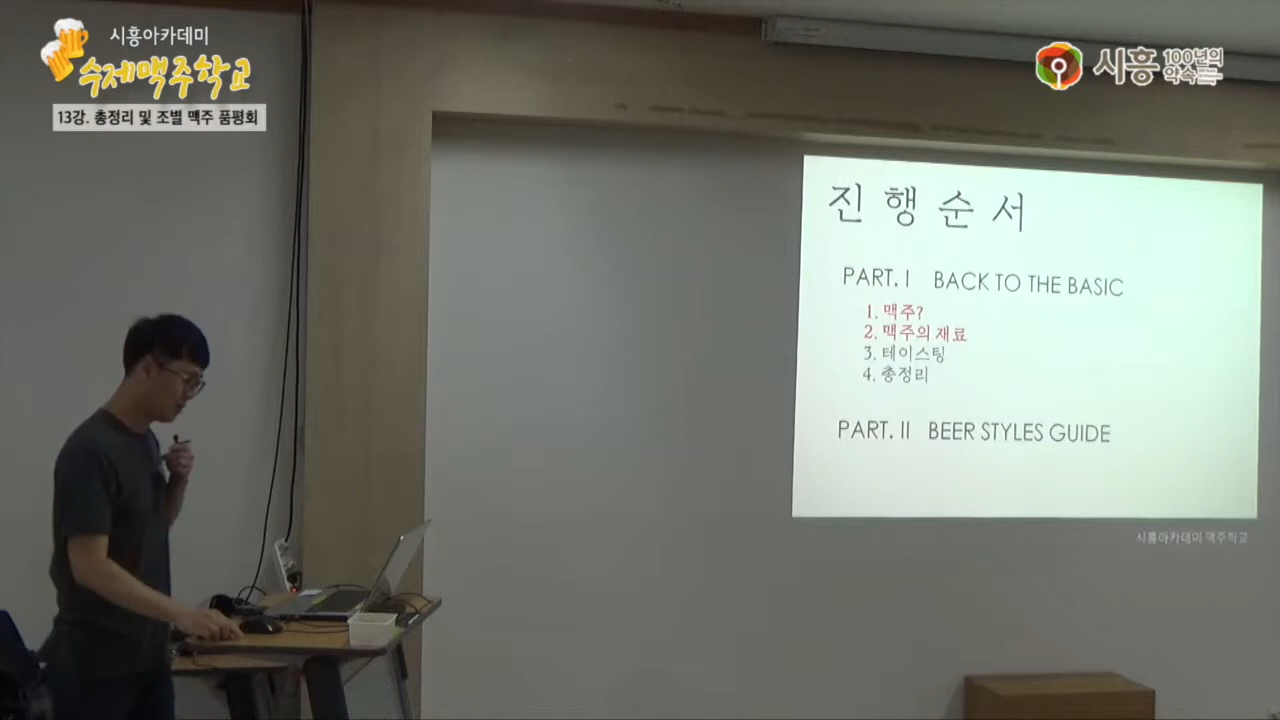 시흥아카데미
수제맥주학교
13강. 총정리 및 조별 맥주 품평회
시흥 100년의 약속
진 행 순 서
PART. I BACK TO THE BASIC
1. 맥주?
2. 맥주의 재료
3. 테이스팅
4. 총정리
PART. II BEER STYLES GUIDE
시흥아카데미 맥주학교